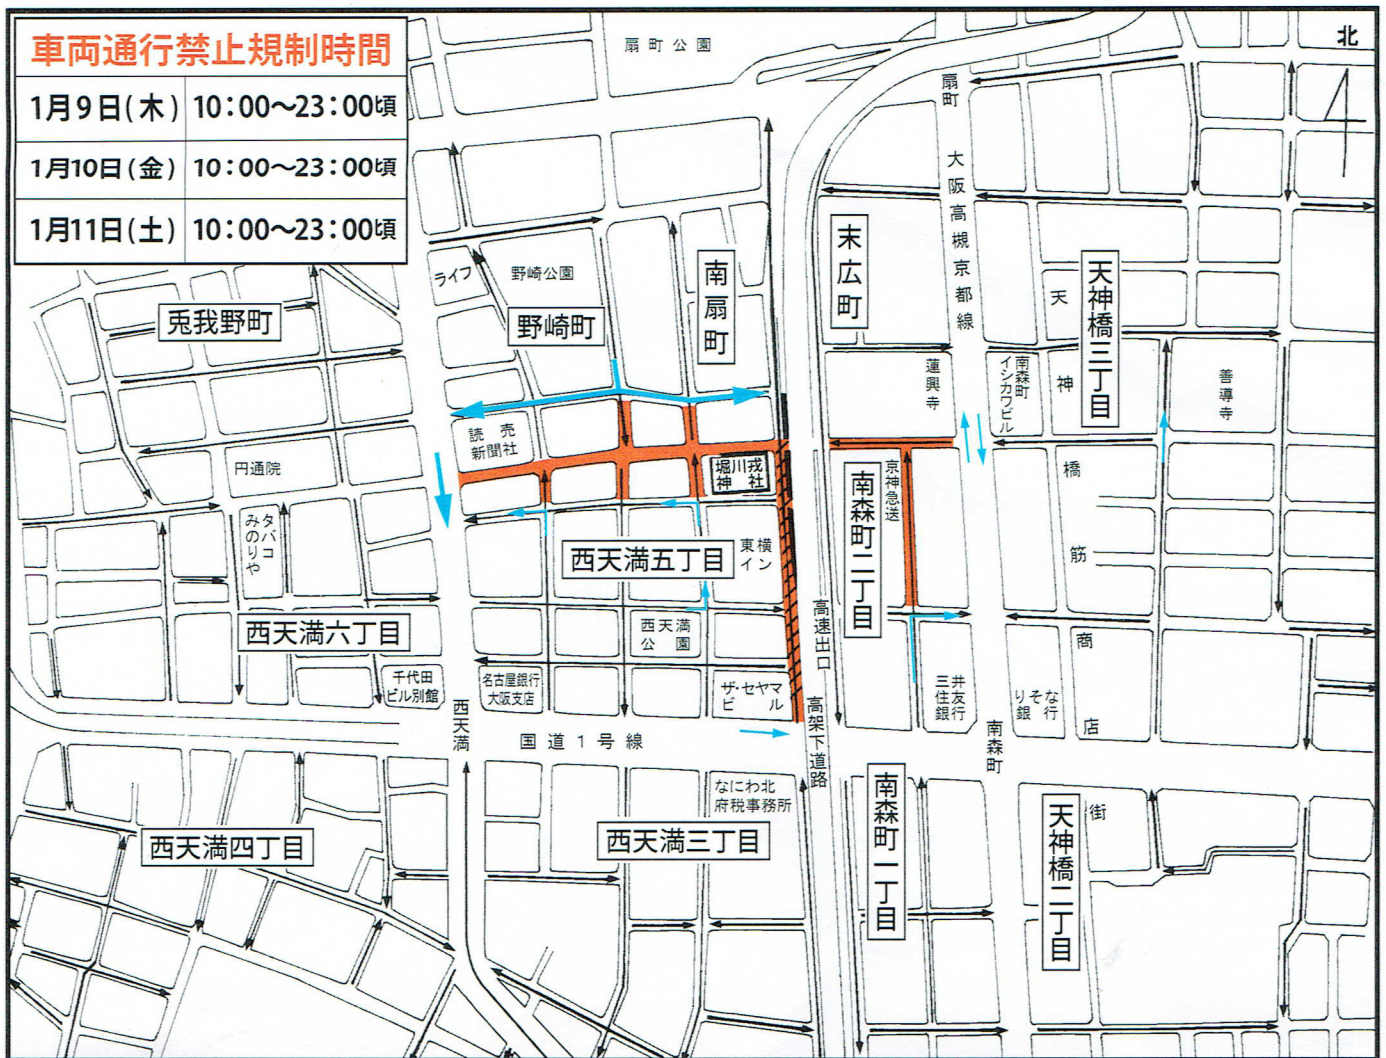 車両通行禁止規制時間
1月9日(木) 10:00〜23:00頃
1月10日(金) 10:00〜23:00頃
1月11日(土) 10:00〜23:00頃
扇町公園
北
扇町
大阪高槻京都線
末広町
天神橋三丁目
ライフ
野崎公園
南扇町
兎我野町
野崎町
天
神
橋
筋
商
店
街
蓮興寺
南森町
イシカワビル
善導寺
読売
新聞社
円通院
堀川戎
神社
京神急送
南森町二丁目
タバコ
みのりや
西天満五丁目
東横
イン
西天満六丁目
西天満
公園
高速出口
千代田
ビル別館
名古屋銀行
大阪支店
ザ・セヤマ
ビル
三井
住友
銀行
りそな
銀行
西天満
国道1号線
高架下道路
南森町
なにわ北
府税事務所
西天満四丁目
西天満三丁目
南森町一丁目
天神橋二丁目